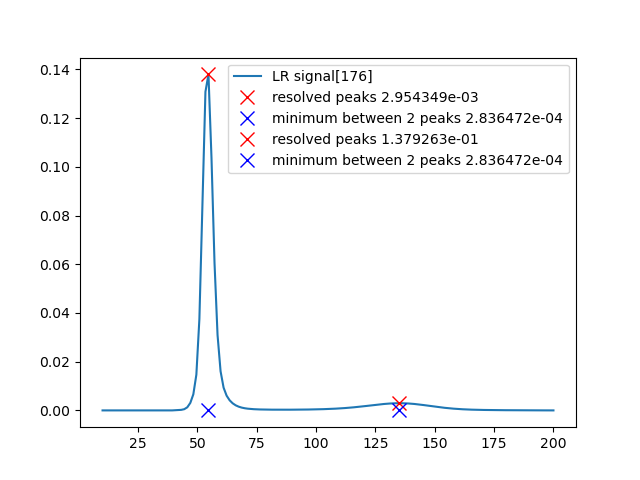 LR signal[176]
resolved peaks 2.954349e-03
minimum between 2 peaks 2.836472e-04
resolved peaks 1.379263e-01
minimum between 2 peaks 2.836472e-04
0.14
0.12
0.10
0.08
0.06
0.04
0.02
0.00
25 50 75 100 125 150 175 200